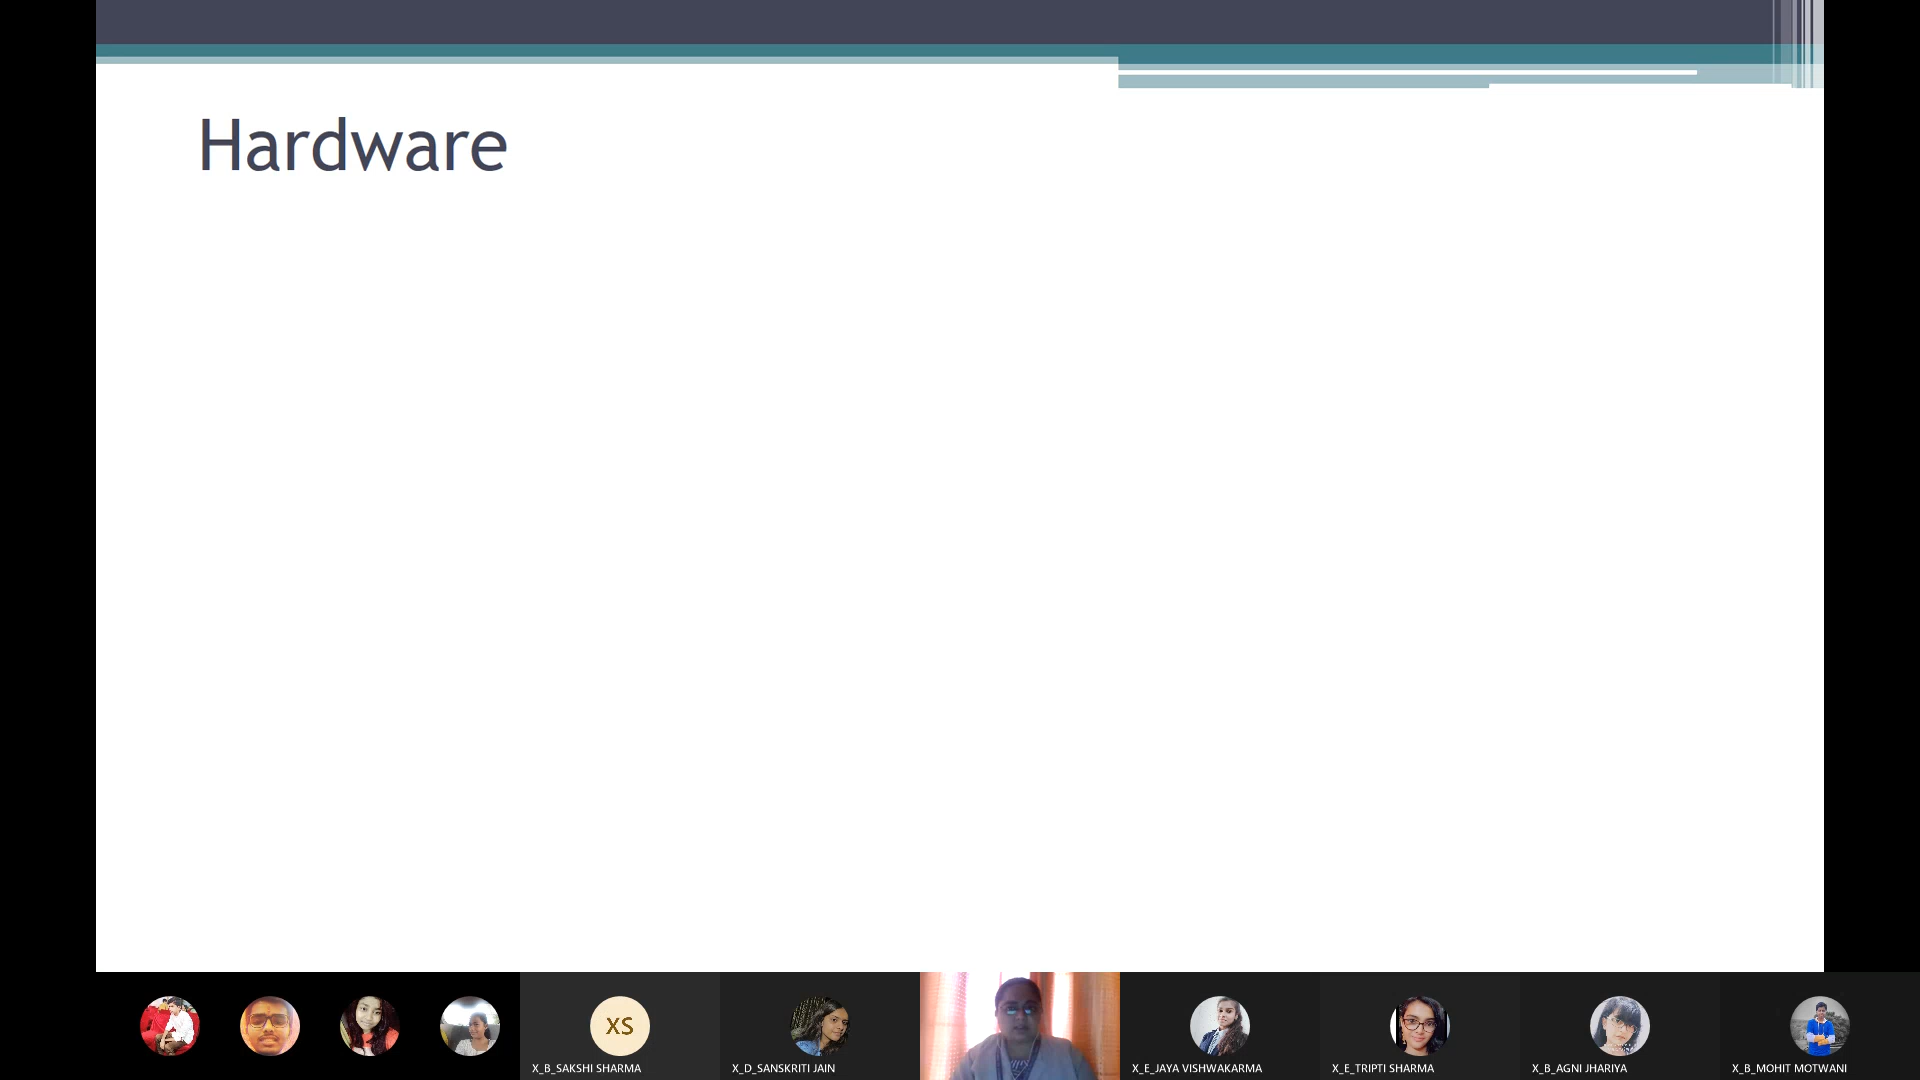 Hardware
XS
X_B_SAKSHI SHARMA
X_D_SANSKRITI JAIN
X_E_JAYA VISHWAKARMA
X_E_TRIPTI SHARMA
X_B_AGNI JHARIYA
X_B_MOHIT MOTWANI